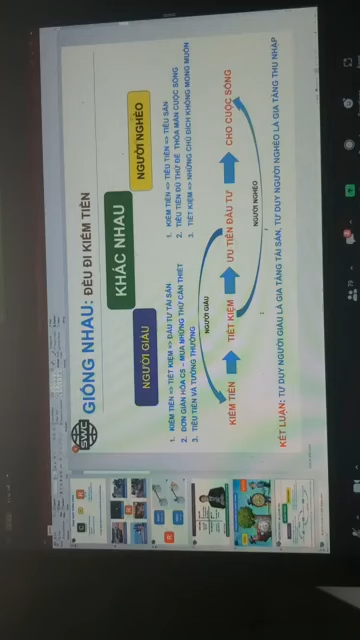 SWC
GIỐNG NHAU: ĐỀU ĐI KIẾM TIỀN
KHÁC NHAU
NGƯỜI GIÀU
NGƯỜI NGHÈO
1. KIẾM TIỀN => TIẾT KIỆM => ĐẦU TƯ TÀI SẢN
2. ĐƠN GIẢN HÓA CS – MUA NHỮNG THỨ CẦN THIẾT
3. TIÊU TIỀN VÀ TƯỞNG THƯỞNG
1. KIẾM TIỀN => TIÊU TIỀN => TIÊU SẢN
2. TIÊU TIỀN ĐỦ THỨ ĐỂ THỎA MÃN CUỘC SỐNG
3. TIẾT KIỆM => NHỮNG CHỦ ĐÍCH KHÔNG MONG MUỐN
NGƯỜI GIÀU
KIẾM TIỀN
TIẾT KIỆM
ƯU TIÊN ĐẦU TƯ
CHO CUỘC SỐNG
NGƯỜI NGHÈO
KẾT LUẬN: TƯ DUY NGƯỜI GIÀU LÀ GIA TĂNG TÀI SẢN, TƯ DUY NGƯỜI NGHÈO LÀ GIA TĂNG THU NHẬP